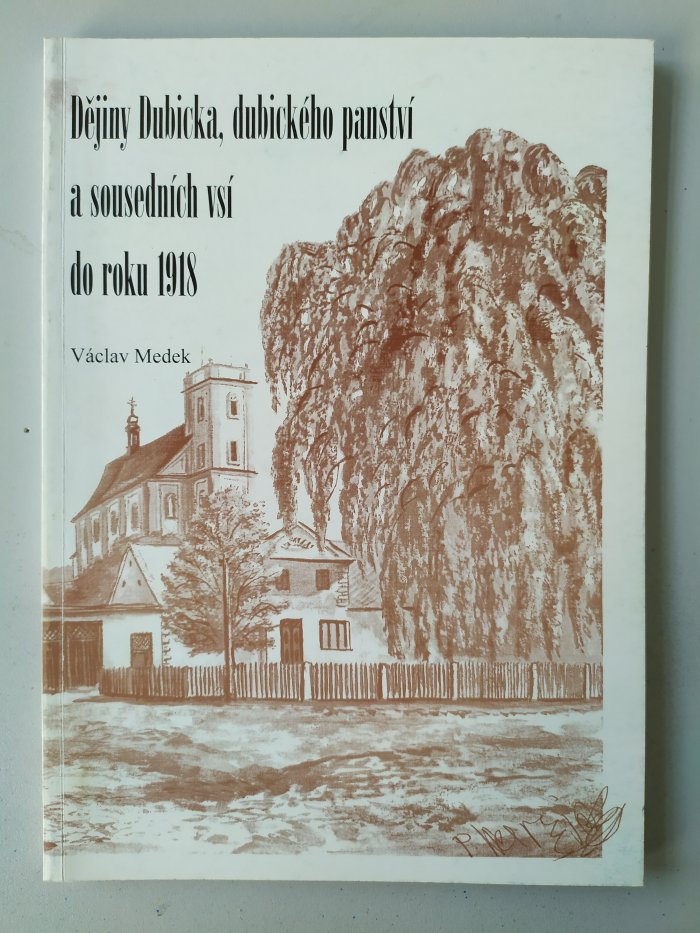 Dějiny Dubicka, dubického panství
a sousedních vsí
do roku 1918
Václav Medek